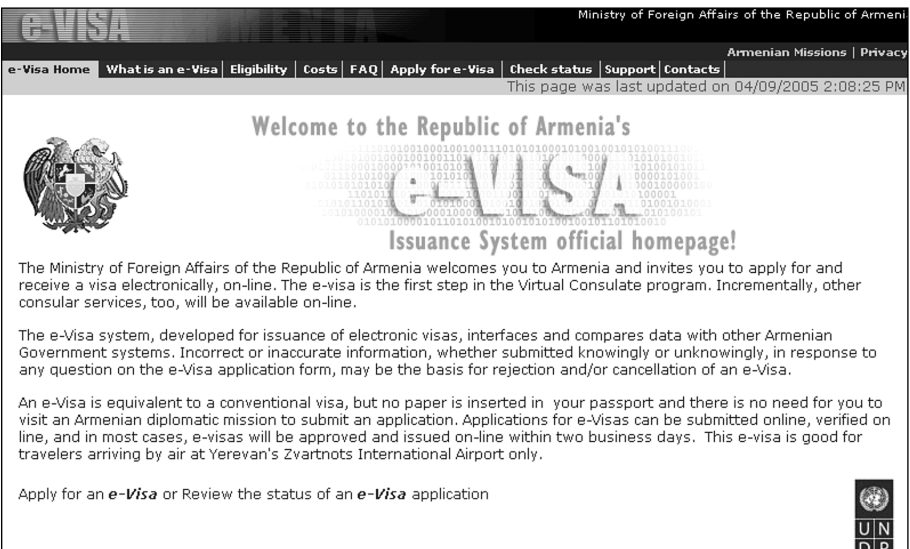 e-VISA ARMENIA
Ministry of Foreign Affairs of the Republic of Armeni
Armenian Missions | Privacy
e-Visa Home What is an e-Visa | Eligibility | Costs | FAQ | Apply for e-Visa | Check status | Support | Contacts |
This page was last updated on 04/09/2005 2:08:25 PM
Welcome to the Republic of Armenia's
e-VISA
Issuance System official homepage!
The Ministry of Foreign Affairs of the Republic of Armenia welcomes you to Armenia and invites you to apply for and
receive a visa electronically, on-line. The e-visa is the first step in the Virtual Consulate program. Incrementally, other
consular services, too, will be available on-line.
The e-Visa system, developed for issuance of electronic visas, interfaces and compares data with other Armenian
Government systems. Incorrect or inaccurate information, whether submitted knowingly or unknowingly, in response to
any question on the e-Visa application form, may be the basis for rejection and/or cancellation of an e-Visa.
An e-Visa is equivalent to a conventional visa, but no paper is inserted in your passport and there is no need for you to
visit an Armenian diplomatic mission to submit an application. Applications for e-Visas can be submitted online, verified on
line, and in most cases, e-visas will be approved and issued on-line within two business days. This e-visa is good for
travelers arriving by air at Yerevan's Zvartnots International Airport only.
Apply for an e-Visa or Review the status of an e-Visa application
U N
D P